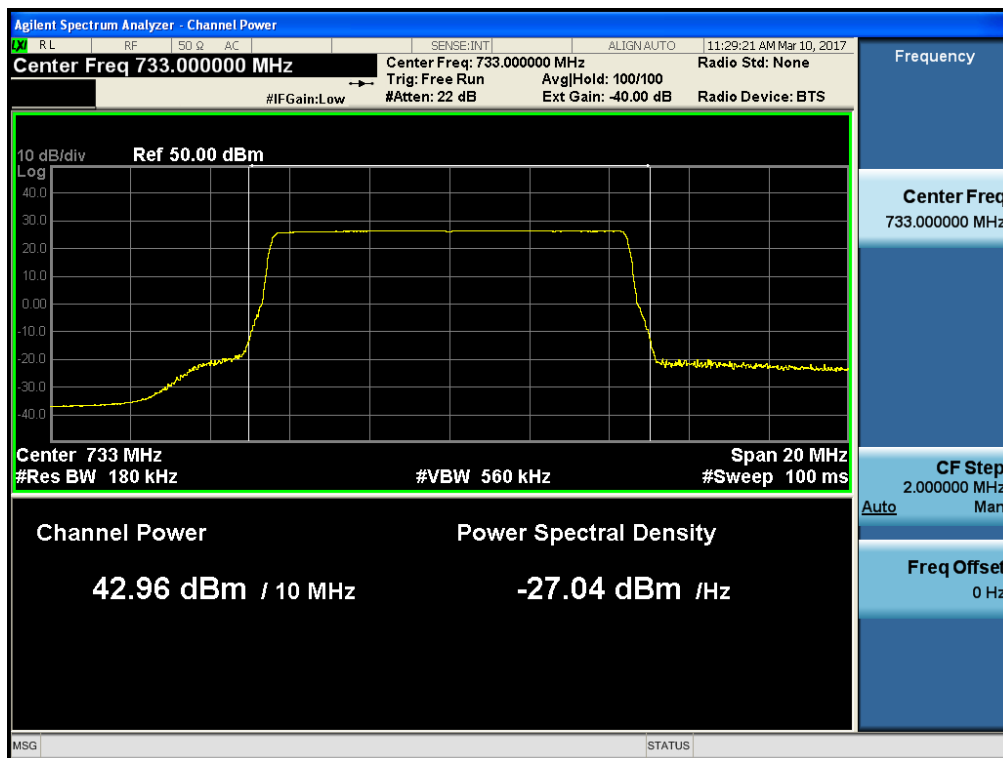 Agilent Spectrum Analyzer - Channel Power
LXI RL RF 50 Ω AC SENSE:INT ALIGN AUTO 11:29:21 AM Mar 10, 2017
Center Freq 733.000000 MHz
Center Freq: 733.000000 MHz Radio Std: None
Trig: Free Run Avg|Hold: 100/100
#IFGain:Low #Atten: 22 dB Ext Gain: -40.00 dB Radio Device: BTS
10 dB/div Ref 50.00 dBm
Log
40.0
30.0
20.0
10.0
0.00
-10.0
-20.0
-30.0
-40.0
Center 733 MHz Span 20 MHz
#Res BW 180 kHz #VBW 560 kHz #Sweep 100 ms
Channel Power Power Spectral Density
42.96 dBm / 10 MHz -27.04 dBm /Hz
Frequency
Center Freq
733.000000 MHz
CF Step
2.000000 MHz
Auto Man
Freq Offset
0 Hz
MSG STATUS